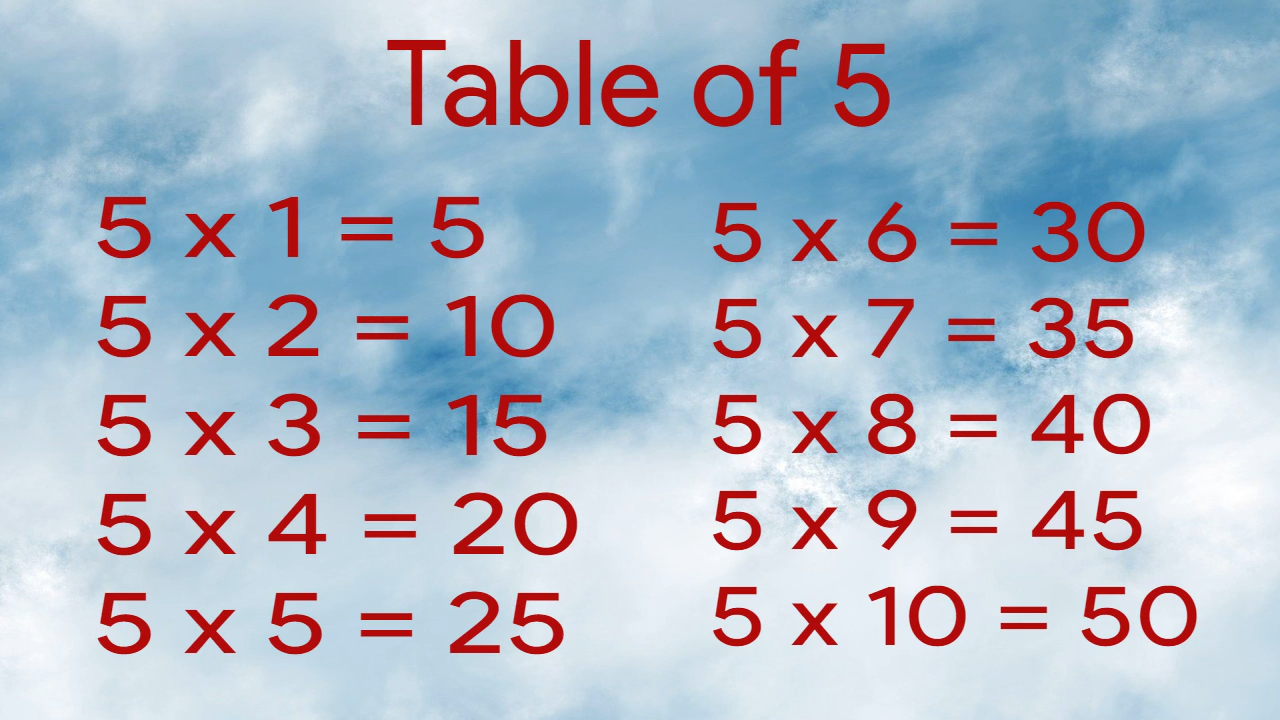 Table of 5
5 x 1 = 5
5 x 2 = 10
5 x 3 = 15
5 x 4 = 20
5 x 5 = 25
5 x 6 = 30
5 x 7 = 35
5 x 8 = 40
5 x 9 = 45
5 x 10 = 50